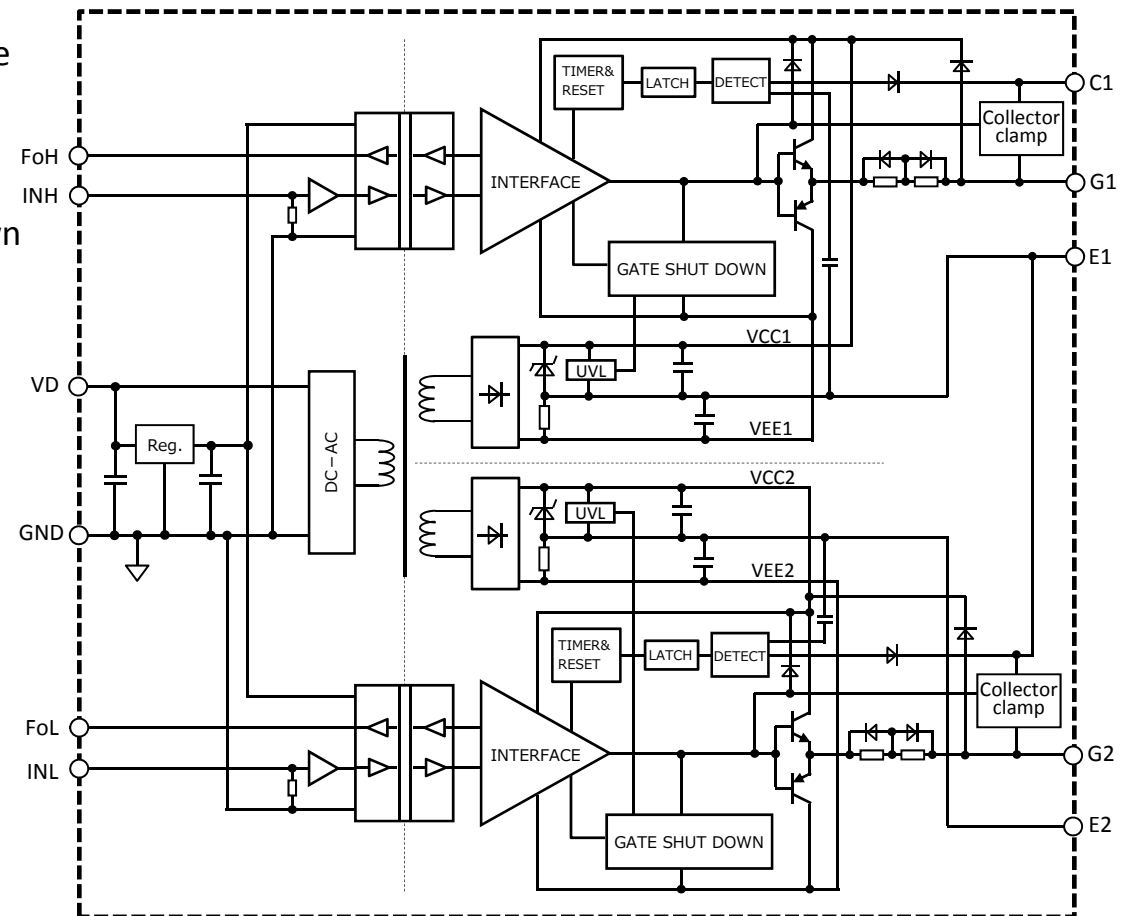 e
wn
TIMER&
RESET
LATCH
DETECT
C1
Collector
clamp
FoH
INH
INTERFACE
G1
GATE SHUT DOWN
E1
VCC1
UVL
VD
Reg.
DC-AC
VEE1
GND
VCC2
UVL
VEE2
TIMER&
RESET
LATCH
DETECT
Collector
clamp
FoL
INL
INTERFACE
G2
GATE SHUT DOWN
E2